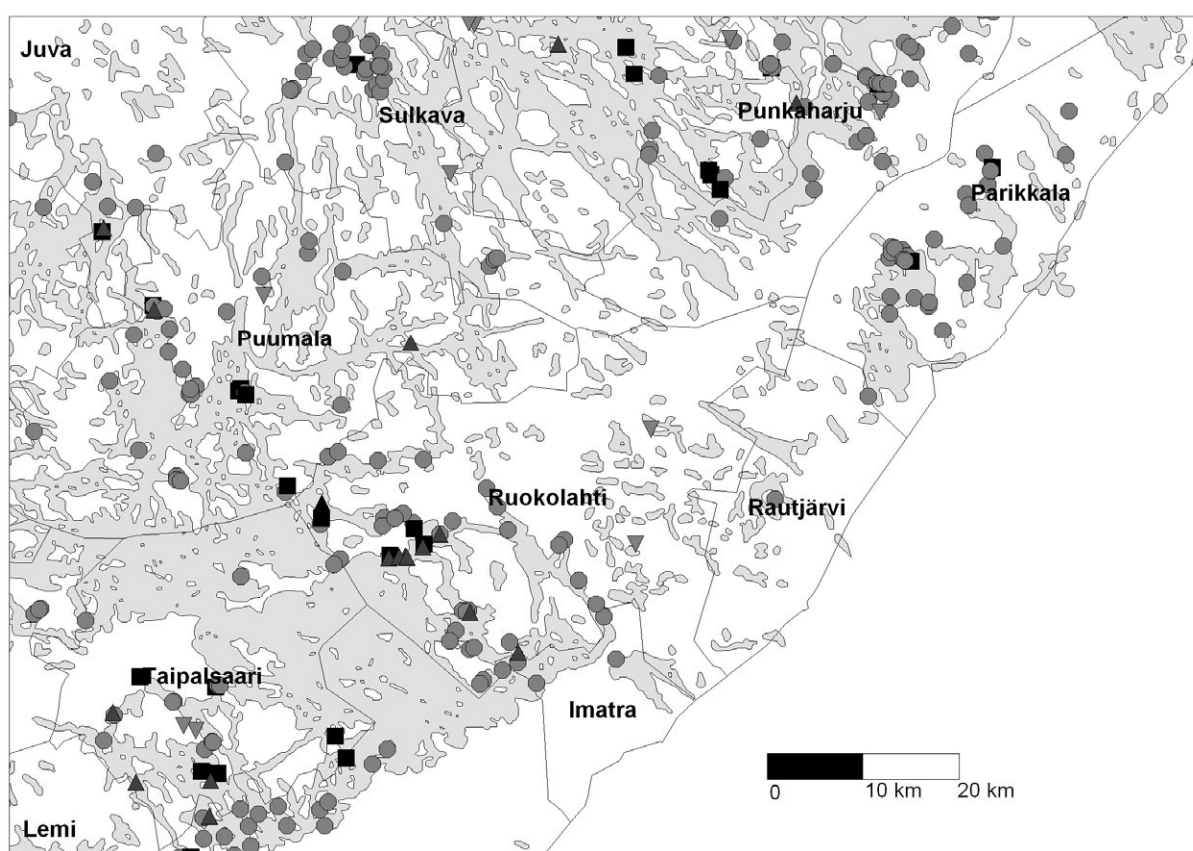 Juva
Sulkava
Punkaharju
Parikkala
Puumala
Ruokolahti
Rautjärvi
Taipalsaari
Imatra
0 10 km 20 km
Lemi